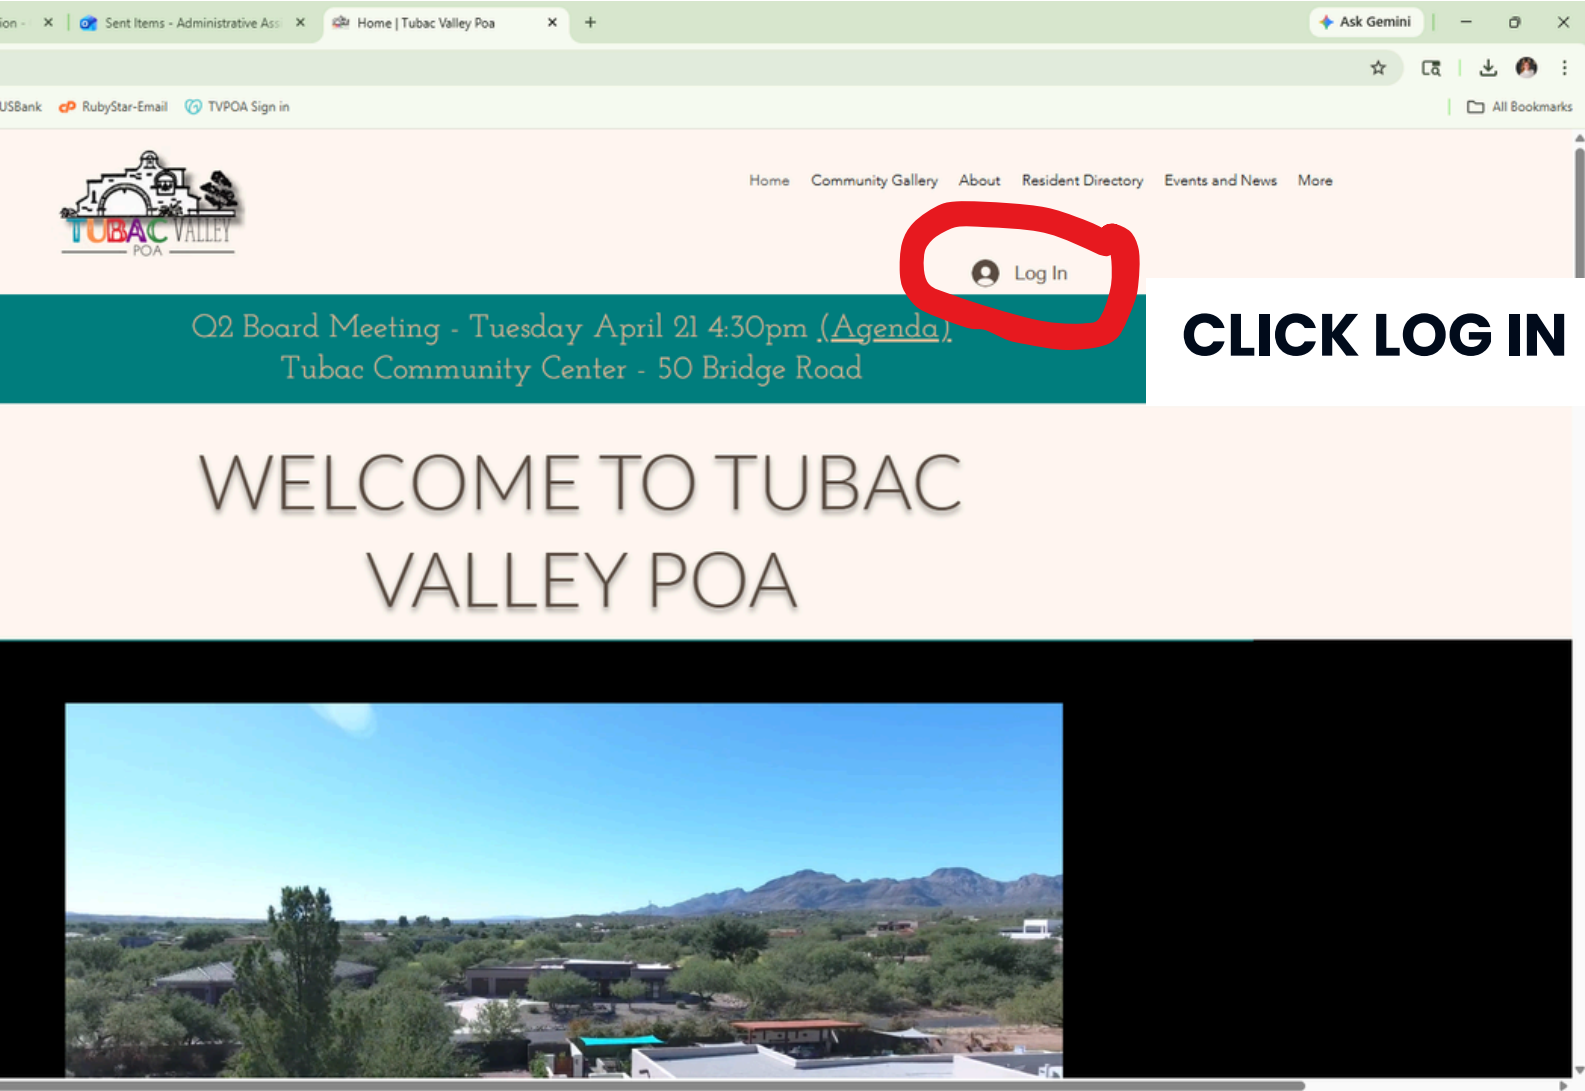 ion -
Sent Items - Administrative Ass
Home | Tubac Valley Poa
Ask Gemini
USBank
RubyStar-Email
TVPOA Sign in
All Bookmarks
TUBAC VALLEY
POA
Home
Community Gallery
About
Resident Directory
Events and News
More
Log In
Q2 Board Meeting - Tuesday April 21 4:30pm (Agenda)
Tubac Community Center - 50 Bridge Road
CLICK LOG IN
WELCOME TO TUBAC
VALLEY POA